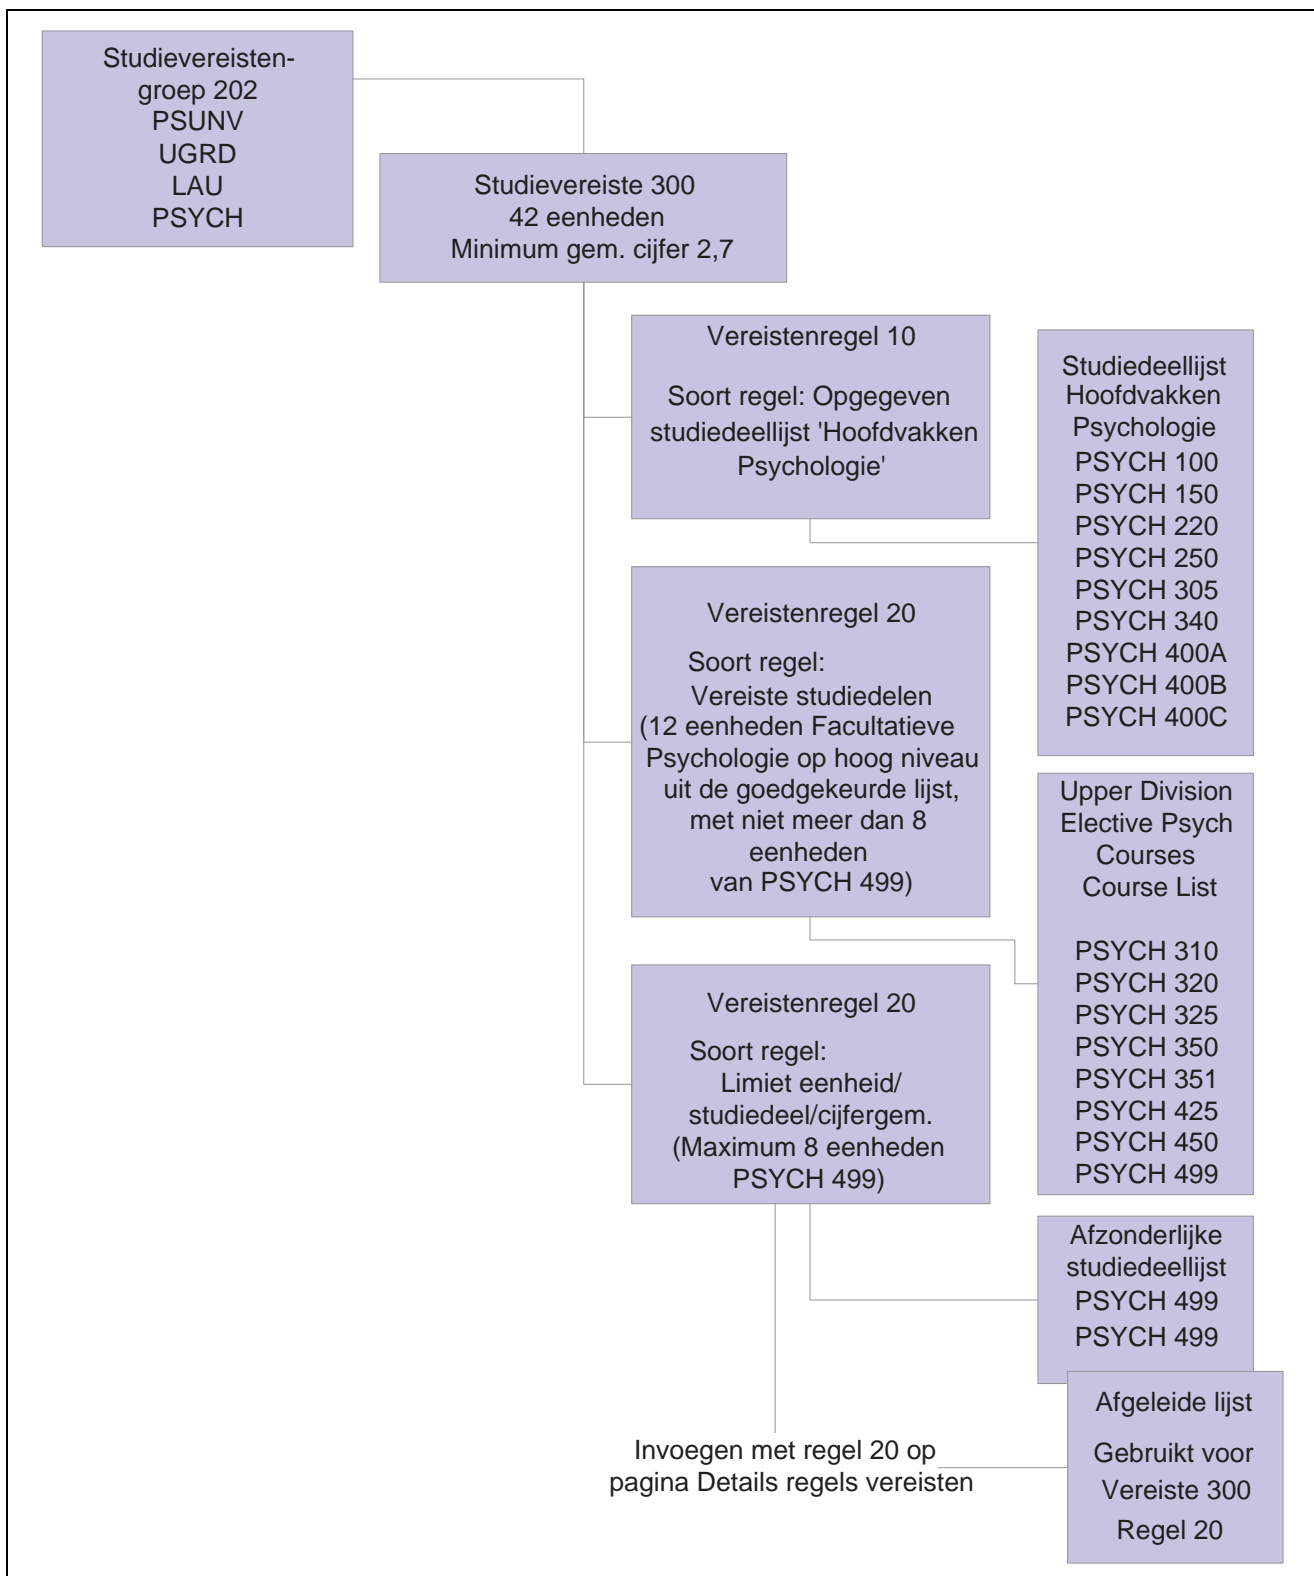 Studievereisten-
groep 202
PSUNV
UGRD
LAU
PSYCH
Studievereiste 300
42 eenheden
Minimum gem. cijfer 2,7
Vereistenregel 10
Soort regel: Opgegeven
studiedeellijst 'Hoofdvakken
Psychologie'
Studiedeellijst
Hoofdvakken
Psychologie
PSYCH 100
PSYCH 150
PSYCH 220
PSYCH 250
PSYCH 305
PSYCH 340
PSYCH 400A
PSYCH 400B
PSYCH 400C
Vereistenregel 20
Soort regel:
Vereiste studiedelen
(12 eenheden Facultatieve
Psychologie op hoog niveau
uit de goedgekeurde lijst,
met niet meer dan 8
eenheden
van PSYCH 499)
Upper Division
Elective Psych
Courses
Course List
PSYCH 310
PSYCH 320
PSYCH 325
PSYCH 350
PSYCH 351
PSYCH 425
PSYCH 450
PSYCH 499
Vereistenregel 20
Soort regel:
Limiet eenheid/
studiedeel/cijfergem.
(Maximum 8 eenheden
PSYCH 499)
Afzonderlijke
studiedeellijst
PSYCH 499
PSYCH 499
Invoegen met regel 20 op
pagina Details regels vereisten
Afgeleide lijst
Gebruikt voor
Vereiste 300
Regel 20